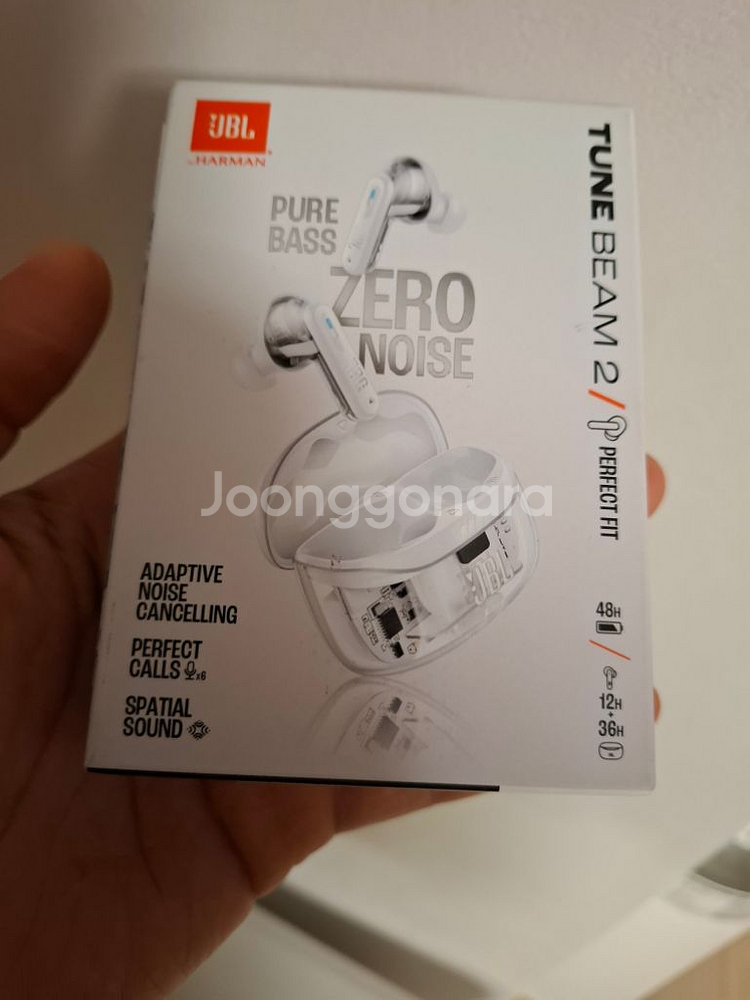 JBL
by HARMAN
PURE
BASS
ZERO
NOISE
TUNE BEAM 2
PERFECT FIT
Joonggonara
JBL
ADAPTIVE
NOISE
CANCELLING
PERFECT
CALLS x6
SPATIAL
SOUND
48H
12H
+
36H